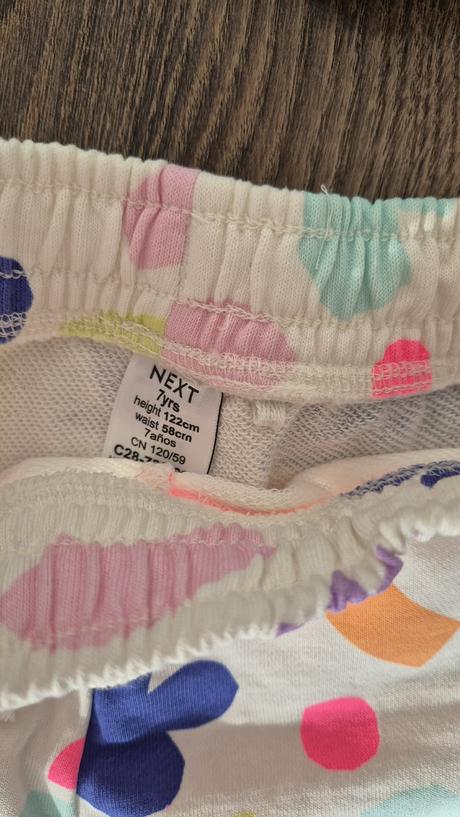 NEXT
7yrs
height 122cm
waist 58cm
7años
CN 120/59